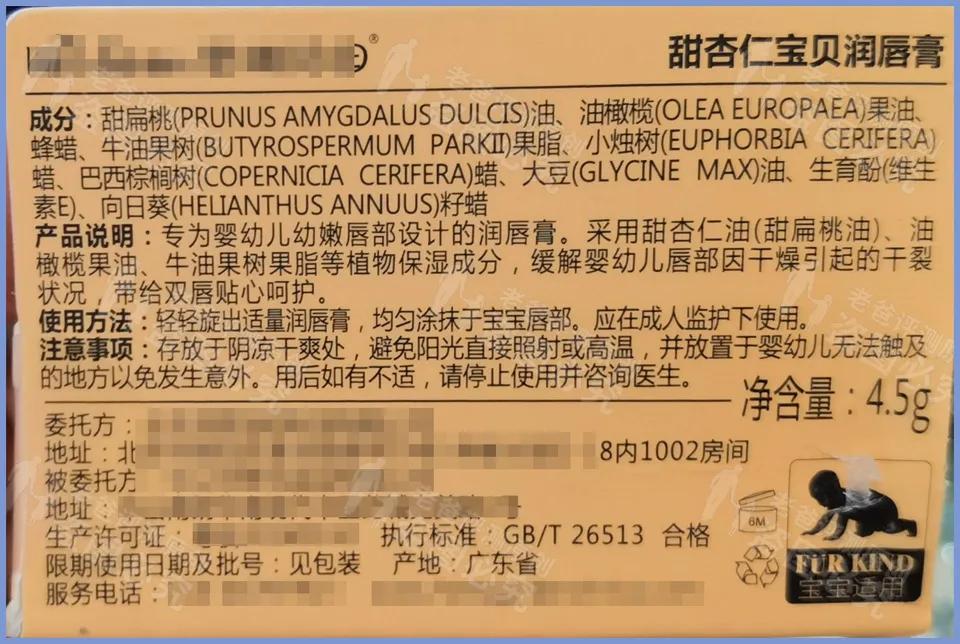 甜杏仁宝贝润唇膏
成分：甜扁桃(PRUNUS AMYGDALUS DULCIS)油、油橄榄(OLEA EUROPAEA)果油、
蜂蜡、牛油果树(BUTYROSPERMUM PARKII)果脂、小烛树(EUPHORBIA CERIFERA)
蜡、巴西棕榈树(COPERNICIA CERIFERA)蜡、大豆(GLYCINE MAX)油、生育酚(维生
素E)、向日葵(HELIANTHUS ANNUUS)籽蜡
产品说明：专为婴幼儿幼嫩唇部设计的润唇膏。采用甜杏仁油(甜扁桃油)、油
橄榄果油、牛油果树果脂等植物保湿成分，缓解婴幼儿唇部因干燥引起的干裂
状况，带给双唇贴心呵护。
使用方法：轻轻旋出适量润唇膏，均匀涂抹于宝宝唇部。应在成人监护下使用。
注意事项：存放于阴凉干爽处，避免阳光直接照射或高温，并放置于婴幼儿无法触及
的地方以免发生意外。用后如有不适，请停止使用并咨询医生。
净含量：4.5g
委托方：
地址：北 8内1002房间
被委托方
地址：
生产许可证： 执行标准：GB/T 26513 合格
限期使用日期及批号：见包装 产地：广东省
服务电话：
6M
FUR KIND
宝宝适用